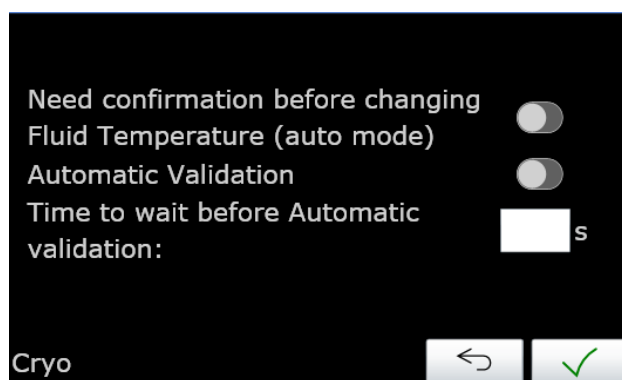 Need confirmation before changing
Fluid Temperature (auto mode)
Automatic Validation
Time to wait before Automatic
validation:
s
Cryo